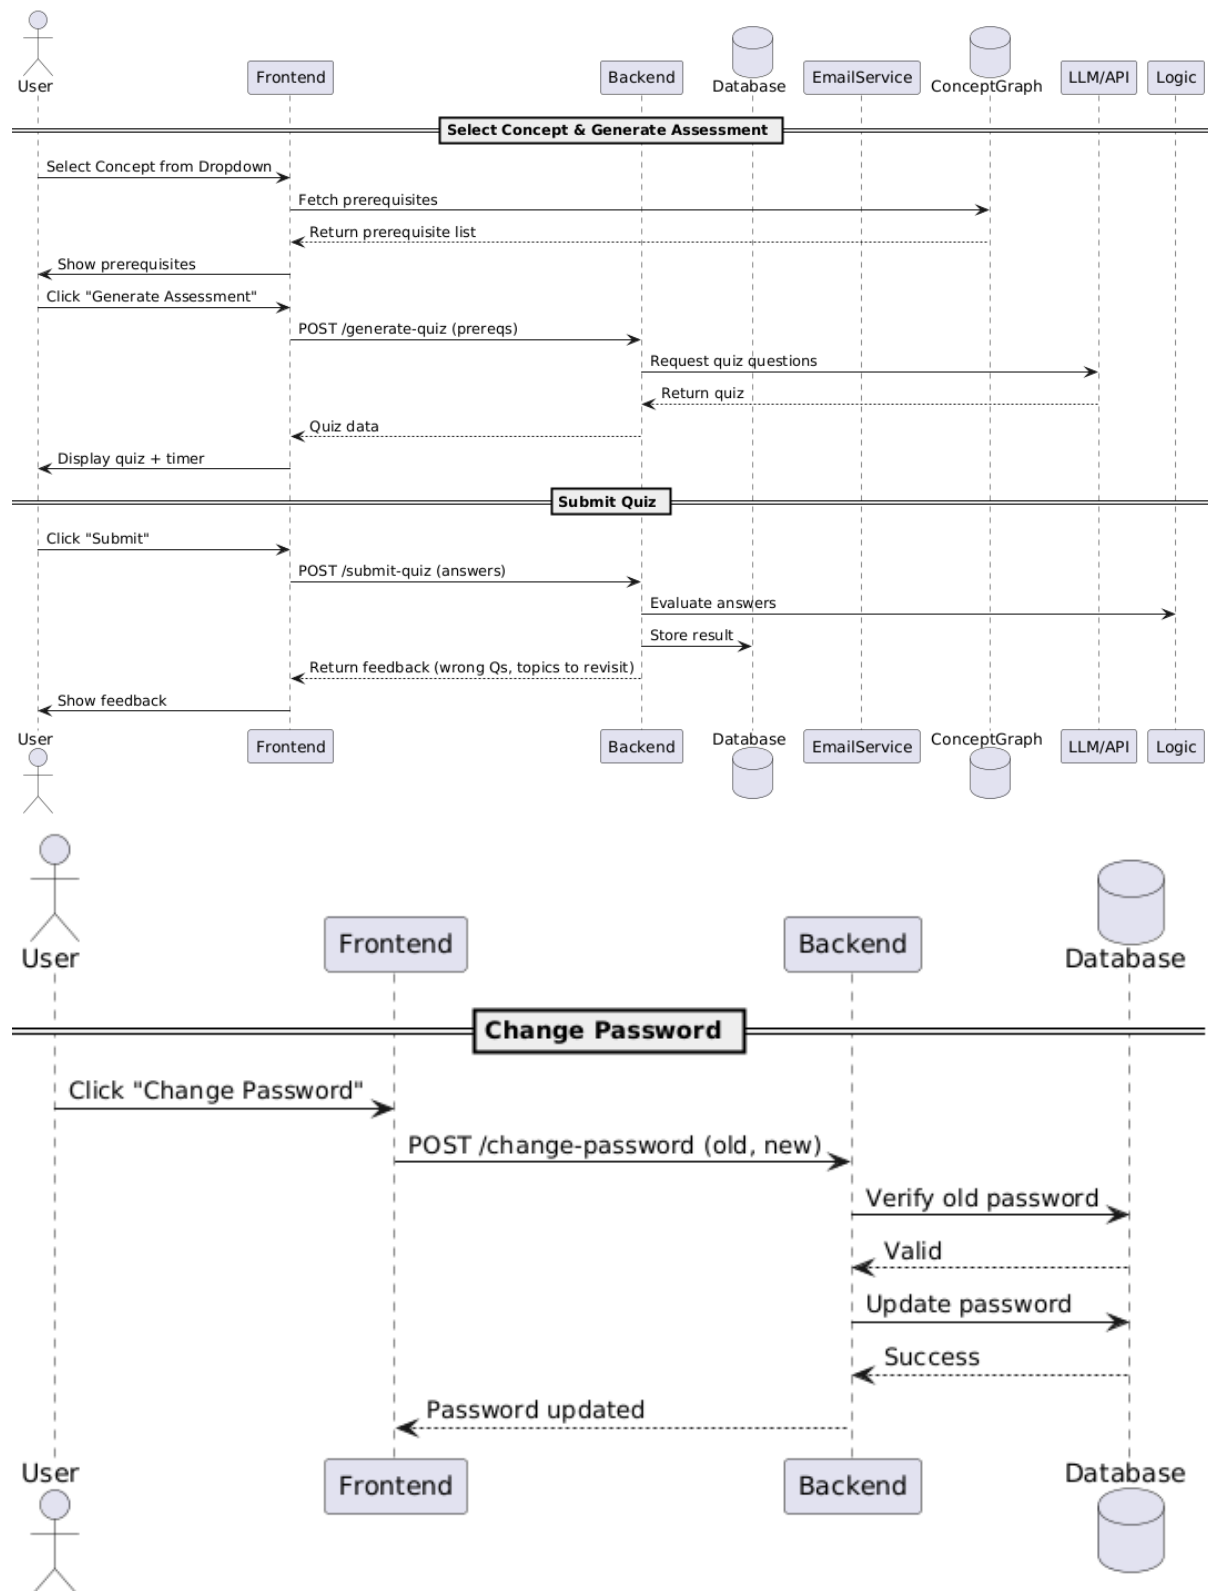 User
Frontend
Backend
Database
EmailService
ConceptGraph
LLM/API
Logic
Select Concept & Generate Assessment
Select Concept from Dropdown
Fetch prerequisites
Return prerequisite list
Show prerequisites
Click "Generate Assessment"
POST /generate-quiz (prereqs)
Request quiz questions
Return quiz
Quiz data
Display quiz + timer
Submit Quiz
Click "Submit"
POST /submit-quiz (answers)
Evaluate answers
Store result
Return feedback (wrong Qs, topics to revisit)
Show feedback
User
Frontend
Backend
Database
EmailService
ConceptGraph
LLM/API
Logic
User
Frontend
Backend
Database
Change Password
Click "Change Password"
POST /change-password (old, new)
Verify old password
Valid
Update password
Success
Password updated
User
Frontend
Backend
Database